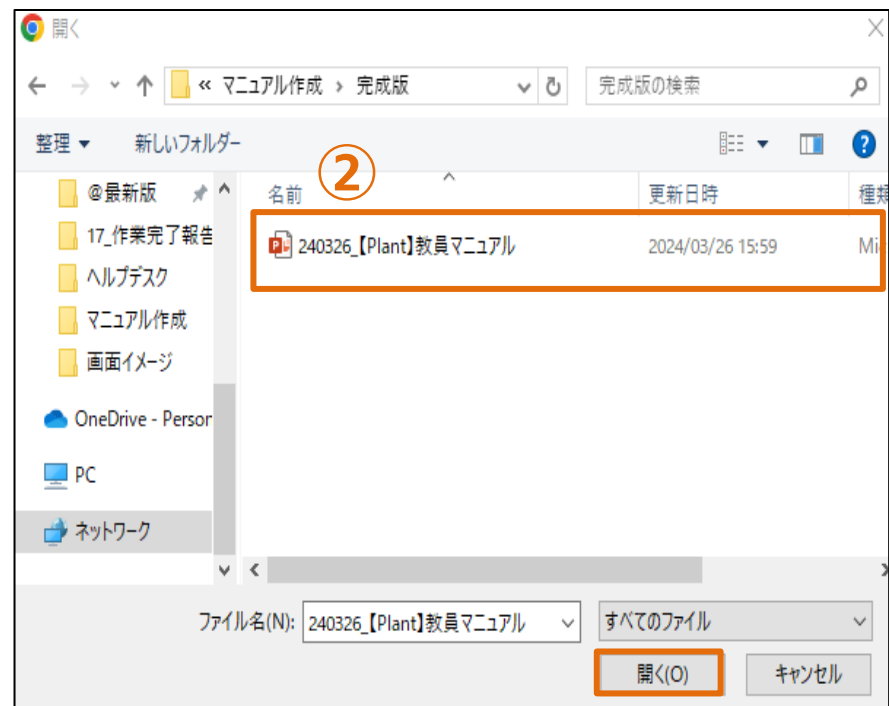 開く
« マニュアル作成 › 完成版
完成版の検索
整理
新しいフォルダー
②
名前
更新日時
種類
@最新版
17_作業完了報告
ヘルプデスク
マニュアル作成
画面イメージ
OneDrive - Person
PC
ネットワーク
240326_【Plant】教員マニュアル
2024/03/26 15:59
Mic
ファイル名(N):
240326_【Plant】教員マニュアル
すべてのファイル
開く(O)
キャンセル